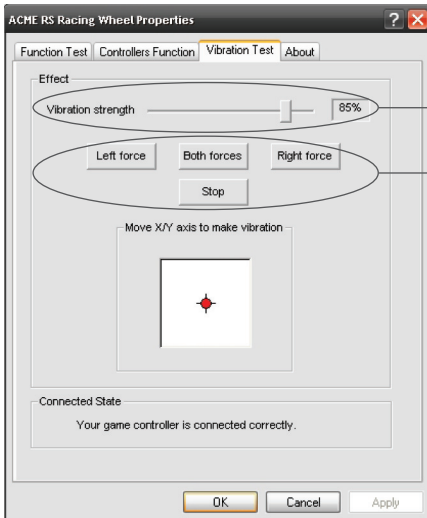 ACME RS Racing Wheel Properties
Function Test Controllers Function Vibration Test About
Effect
Vibration strength 85%
Left force Both forces Right force
Stop
Move X/Y axis to make vibration
Connected State
Your game controller is connected correctly.
OK Cancel Apply